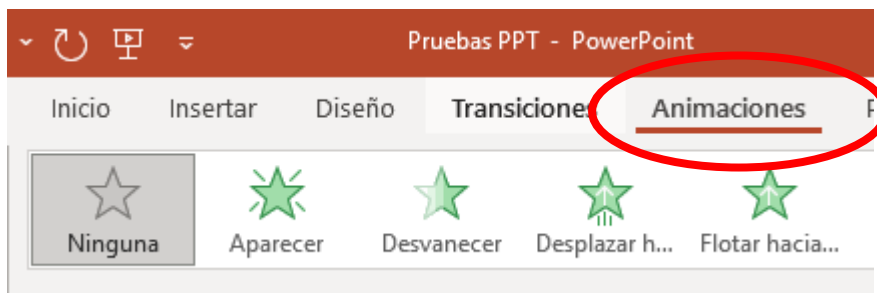 Pruebas PPT - PowerPoint
Inicio Insertar Diseño Transiciones Animaciones
Ninguna Aparecer Desvanecer Desplazar h... Flotar hacia...